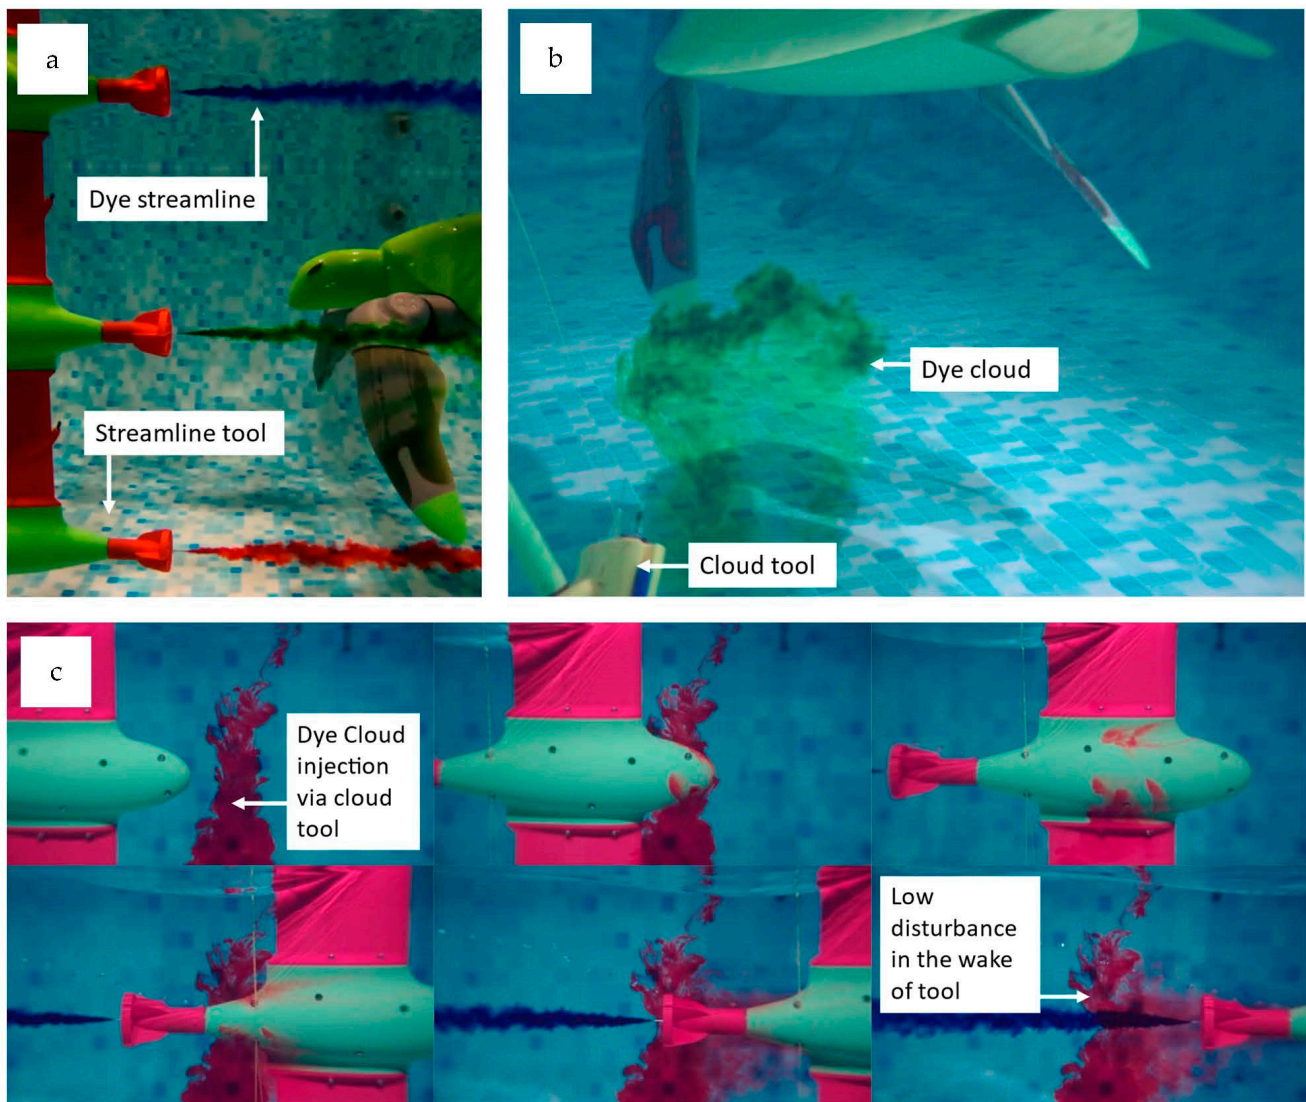 a
Dye streamline
Streamline tool
b
Dye cloud
Cloud tool
c
Dye Cloud
injection
via cloud
tool
Low
disturbance
in the wake
of tool